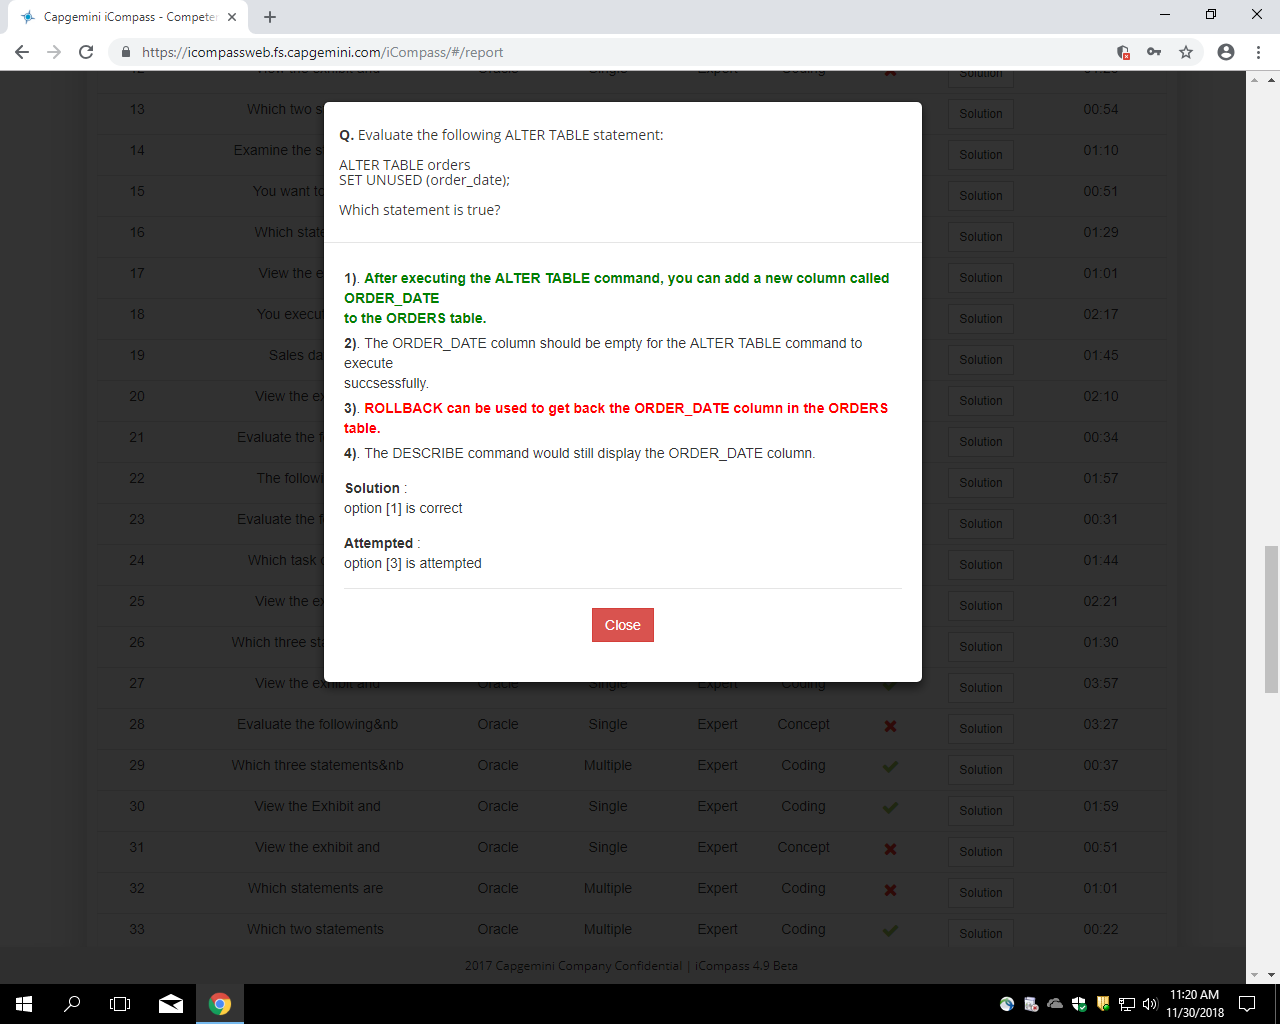 Capgemini iCompass - Competer
https://icompassweb.fs.capgemini.com/iCompass/#/report
12 View the exhibit and Oracle Single Expert Coding Solution
13 Which two s Solution 00:54
14 Examine the s Solution 01:10
15 You want to Solution 00:51
16 Which state Solution 01:29
17 View the e Solution 01:01
18 You execu Solution 02:17
19 Sales da Solution 01:45
20 View the ex Solution 02:10
21 Evaluate the f Solution 00:34
22 The followi Solution 01:57
23 Evaluate the f Solution 00:31
24 Which task Solution 01:44
25 View the ex Solution 02:21
26 Which three sta Solution 01:30
27 View the exhibit and Oracle Single Expert Coding Solution 03:57
28 Evaluate the following&nb Oracle Single Expert Concept Solution 03:27
29 Which three statements&nb Oracle Multiple Expert Coding Solution 00:37
30 View the Exhibit and Oracle Single Expert Coding Solution 01:59
31 View the exhibit and Oracle Single Expert Concept Solution 00:51
32 Which statements are Oracle Multiple Expert Coding Solution 01:01
33 Which two statements Oracle Multiple Expert Coding Solution 00:22
Q. Evaluate the following ALTER TABLE statement:
ALTER TABLE orders
SET UNUSED (order_date);
Which statement is true?
1). After executing the ALTER TABLE command, you can add a new column called
ORDER_DATE
to the ORDERS table.
2). The ORDER_DATE column should be empty for the ALTER TABLE command to
execute
succsessfully.
3). ROLLBACK can be used to get back the ORDER_DATE column in the ORDERS
table.
4). The DESCRIBE command would still display the ORDER_DATE column.
Solution :
option [1] is correct
Attempted :
option [3] is attempted
Close
2017 Capgemini Company Confidential | iCompass 4.9 Beta
11:20 AM
11/30/2018